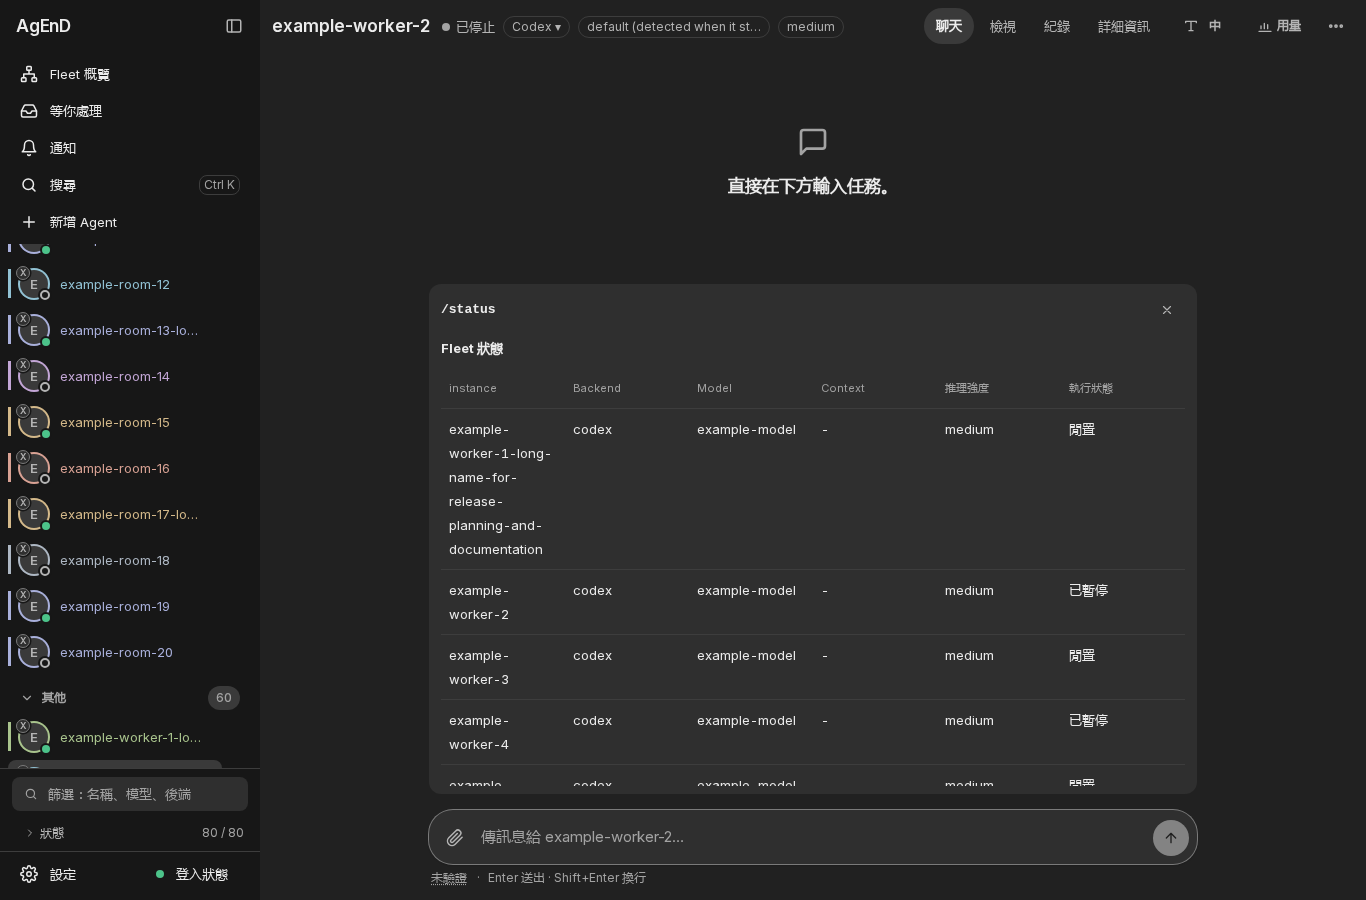 AgEnD
Fleet 概覽
等你處理
通知
搜尋 Ctrl K
新增 Agent
X E example-room-12
X E example-room-13-lo…
X E example-room-14
X E example-room-15
X E example-room-16
X E example-room-17-lo…
X E example-room-18
X E example-room-19
X E example-room-20
其他 60
X E example-worker-1-lo…
篩選：名稱、模型、後端
狀態 80 / 80
設定 登入狀態
example-worker-2 已停止 Codex ▾ default (detected when it st… medium 聊天 檢視 紀錄 詳細資訊 中 用量
直接在下方輸入任務。
/status
Fleet 狀態
instance Backend Model Context 推理強度 執行狀態
example-worker-1-long-name-for-release-planning-and-documentation codex example-model - medium 閒置
example-worker-2 codex example-model - medium 已暫停
example-worker-3 codex example-model - medium 閒置
example-worker-4 codex example-model - medium 已暫停
example- codex example-model - medium 閒置
傳訊息給 example-worker-2…
未驗證 · Enter 送出 · Shift+Enter 換行